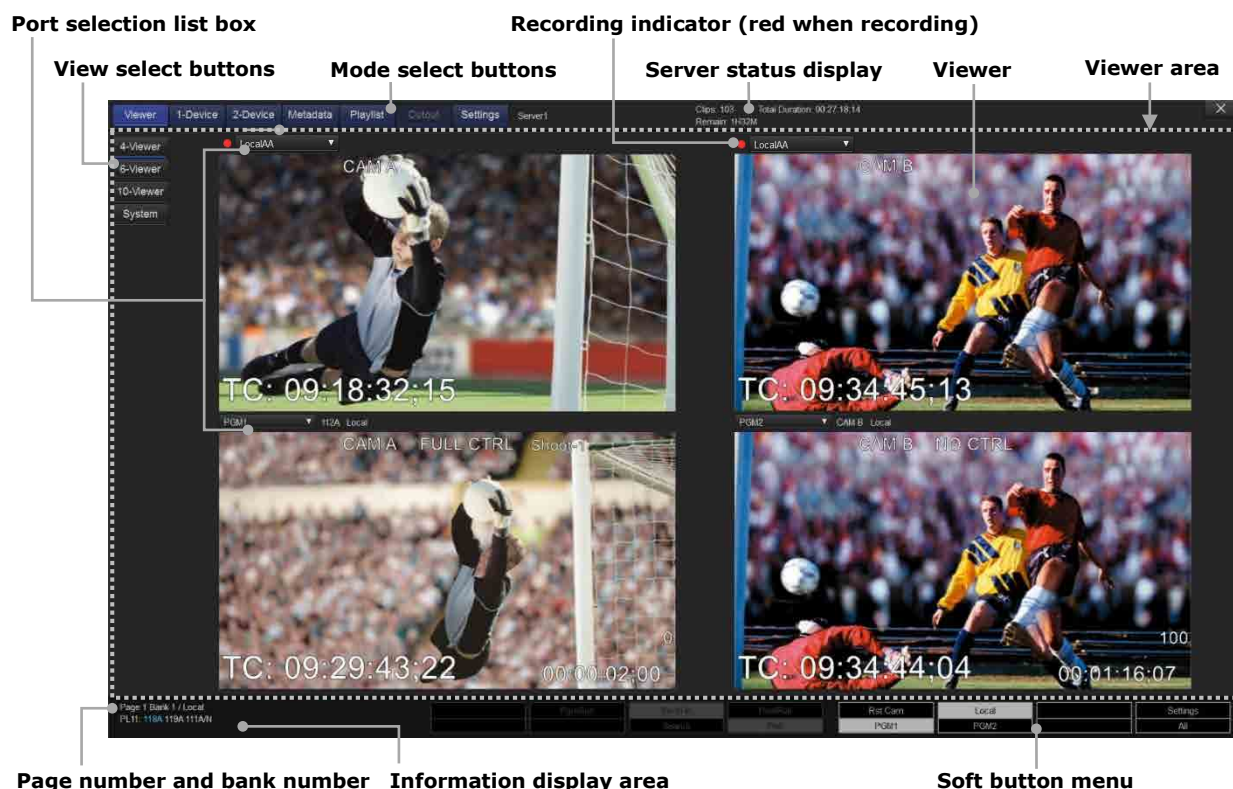 Port selection list box
Recording indicator (red when recording)
View select buttons
Mode select buttons
Server status display
Viewer
Viewer area
Viewer 1-Device 2-Device Metadata Playlist Cutout Settings Server1
Clips: 103 Total Duration: 00:27:18:14
Remain: 1H32M
4-Viewer
6-Viewer
10-Viewer
System
LocalAA
LocalAA
CAM A
CAM B
TC: 09:18:32;15
TC: 09:34:45;13
PGM1 112A Local
PGM2 CAM B Local
CAM A FULL CTRL Shoot-1
CAM B NO CTRL
0
100
TC: 09:29:43;22 00:00:02;00
TC: 09:34:44;04 00:01:16;07
Page 1 Bank 1 / Local
PL11: 118A 119A 111A/N
Search
Rst Cam Local Settings
PGM1 PGM2 All
Page number and bank number
Information display area
Soft button menu